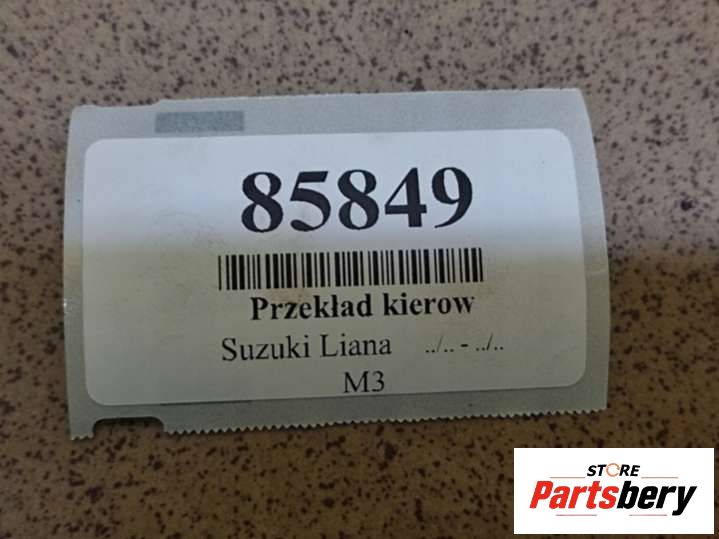 85849
Przekład kierow
Suzuki Liana ../.. - ../..
M3
STORE
Partsbery